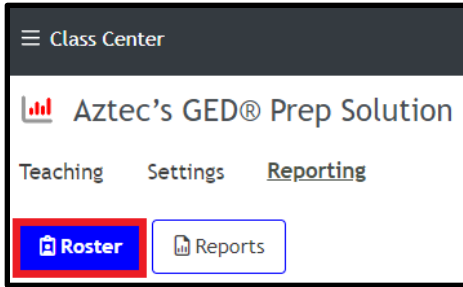 Class Center
Aztec's GED® Prep Solution
Teaching Settings Reporting
Roster Reports